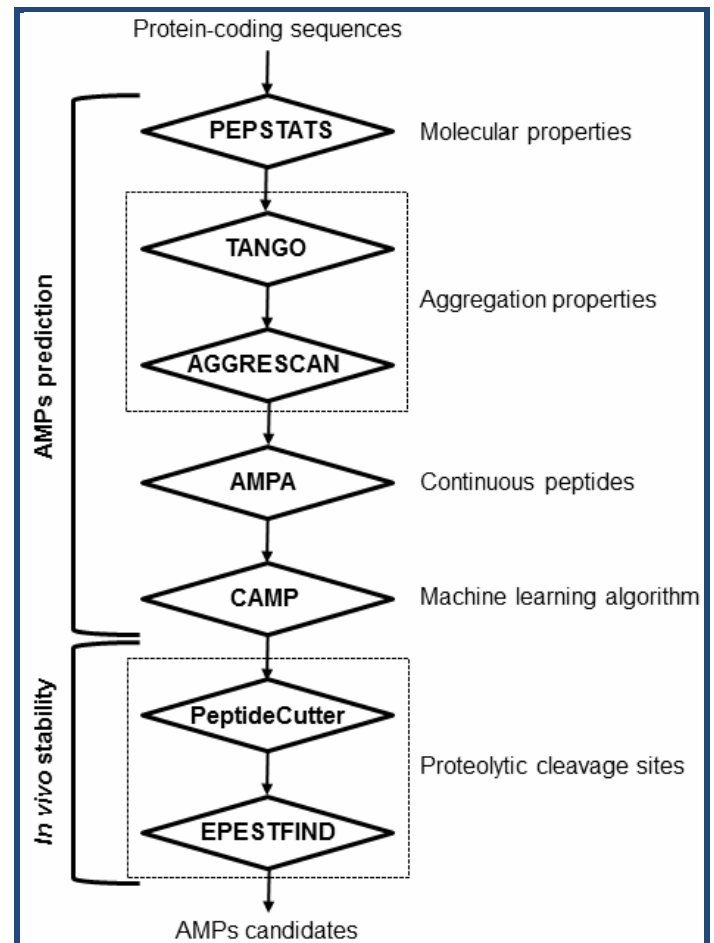 Protein-coding sequences
PEPSTATS
Molecular properties
TANGO
Aggregation properties
AGGRESCAN
AMPs prediction
AMPA
Continuous peptides
CAMP
Machine learning algorithm
PeptideCutter
In vivo stability
Proteolytic cleavage sites
EPESTFIND
AMPs candidates